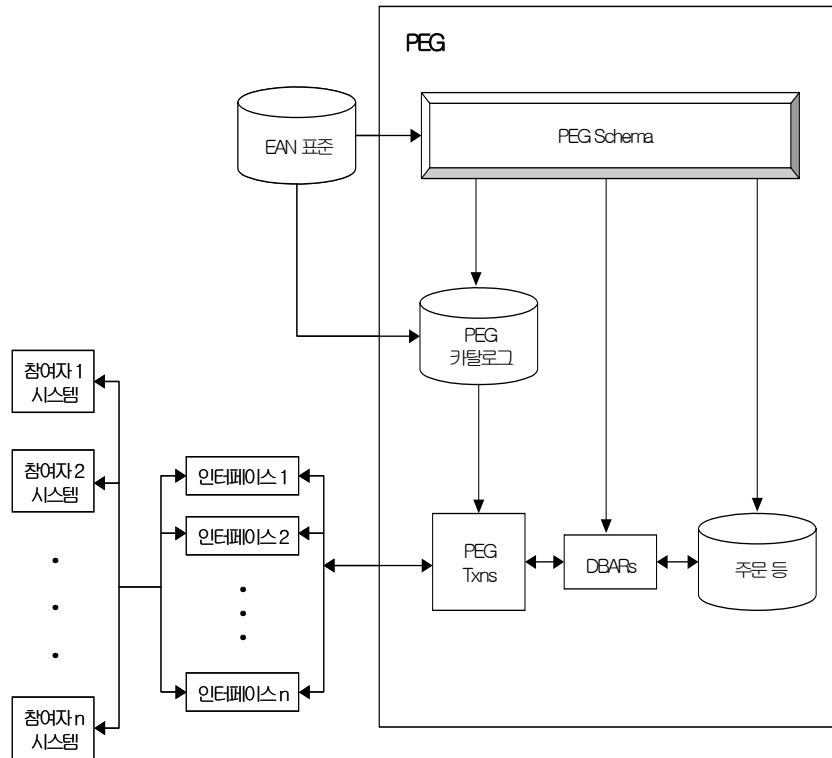 PEG
EAN 표준
PEG Schema
PEG
카탈로그
참여자 1
시스템
참여자 2
시스템
참여자 n
시스템
인터페이스 1
인터페이스 2
인터페이스 n
PEG
Txns
DBARs
주문 등